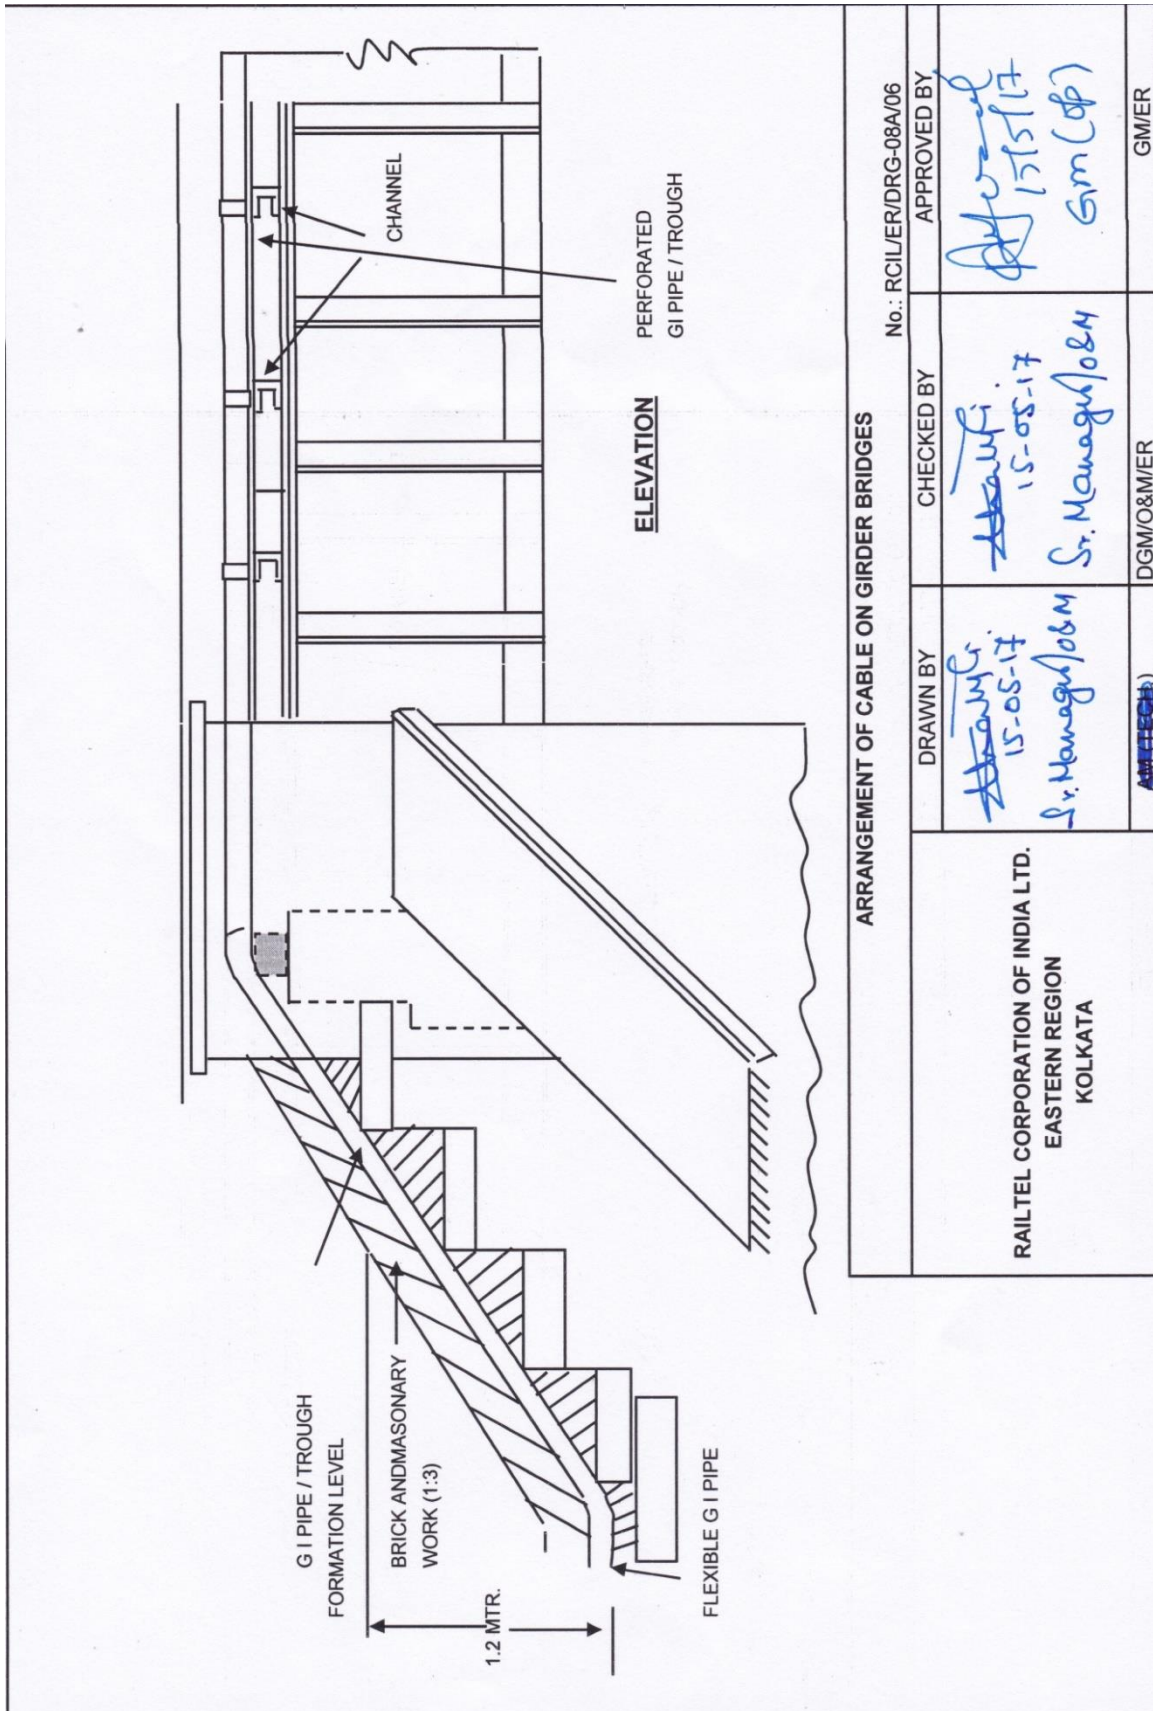 G I PIPE / TROUGH
FORMATION LEVEL
BRICK ANDMASONARY
WORK (1:3)
1.2 MTR.
FLEXIBLE G I PIPE
CHANNEL
PERFORATED
GI PIPE / TROUGH
ELEVATION
ARRANGEMENT OF CABLE ON GIRDER BRIDGES
No.: RCIL/ER/DRG-08A/06
RAILTEL CORPORATION OF INDIA LTD.
EASTERN REGION
KOLKATA
DRAWN BY
15-05-17
Sr. Manager/O&M
CHECKED BY
15-05-17
Sr. Manager/O&M
DGM/O&M/ER
APPROVED BY
15/5/17
GM (OP)
GM/ER